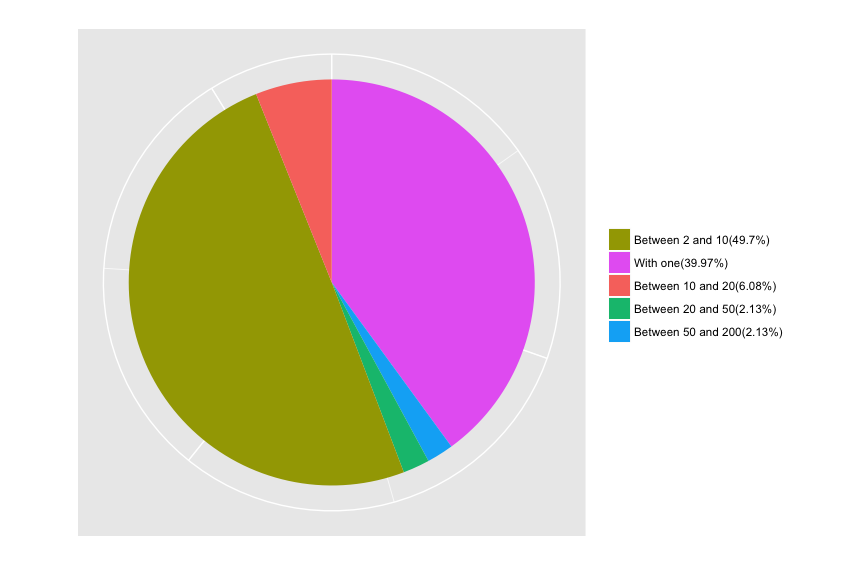 Between 2 and 10(49.7%)
With one(39.97%)
Between 10 and 20(6.08%)
Between 20 and 50(2.13%)
Between 50 and 200(2.13%)